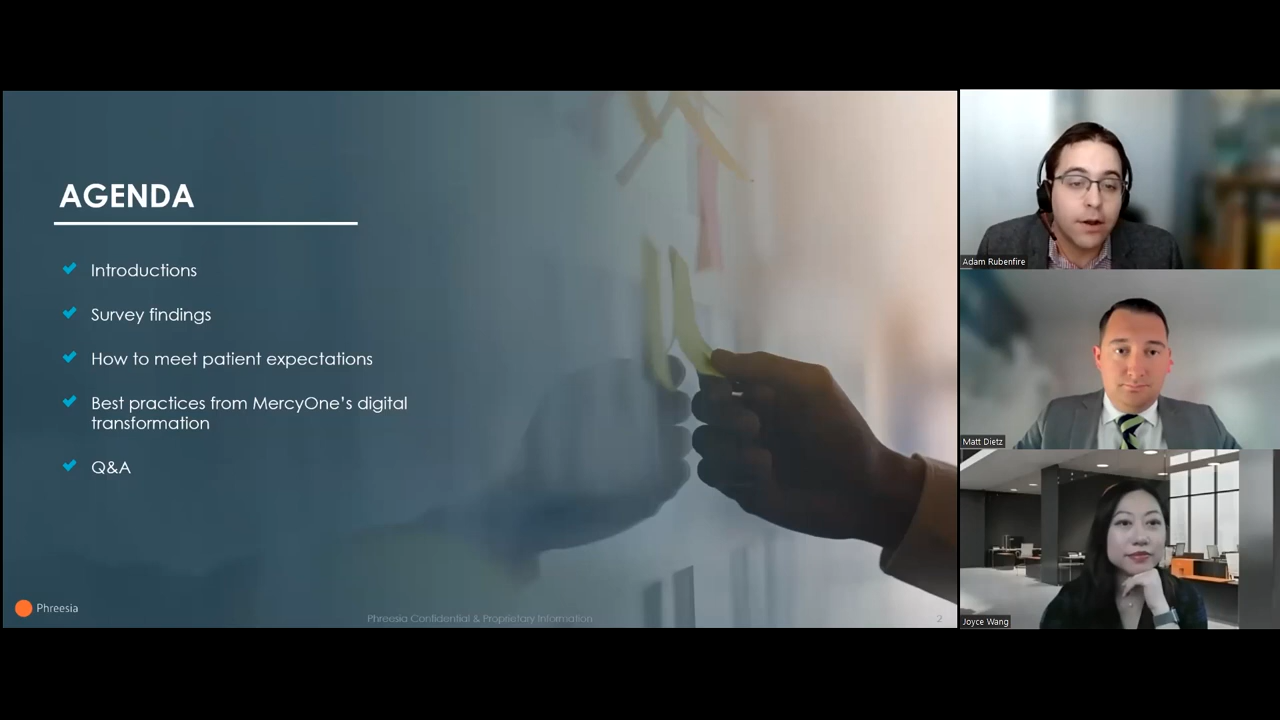 AGENDA
Introductions
Survey findings
How to meet patient expectations
Best practices from MercyOne’s digital
transformation
Q&A
Phreesia
Phreesia Confidential & Proprietary Information
2
Adam Rubenfire
Matt Dietz
Joyce Wang